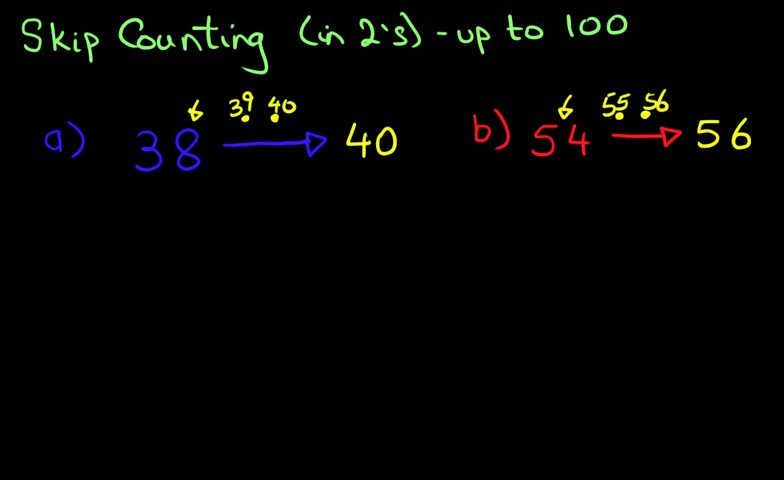 Skip Counting (in 2's) - up to 100
39 40 55 56
a) 38 → 40 b) 54 → 56